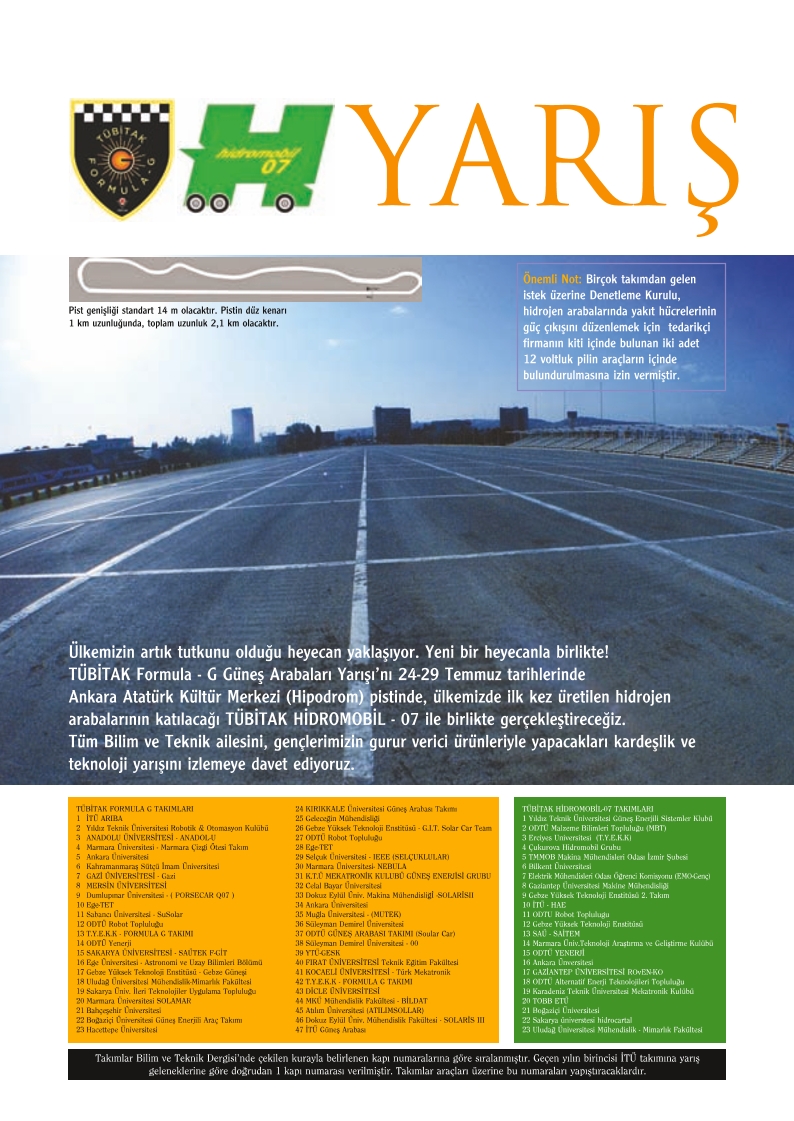 TÜBİTAK
FORMULA-G
hidromobil
07
YARIŞ
Pist genişliği standart 14 m olacaktır. Pistin düz kenarı
1 km uzunluğunda, toplam uzunluk 2,1 km olacaktır.
Önemli Not: Birçok takımdan gelen
istek üzerine Denetleme Kurulu,
hidrojen arabalarında yakıt hücrelerinin
güç çıkışını düzenlemek için tedarikçi
firmanın kiti içinde bulunan iki adet
12 voltluk pilin araçların içinde
bulundurulmasına izin vermiştir.
Ülkemizin artık tutkunu olduğu heyecan yaklaşıyor. Yeni bir heyecanla birlikte!
TÜBİTAK Formula - G Güneş Arabaları Yarışı'nı 24-29 Temmuz tarihlerinde
Ankara Atatürk Kültür Merkezi (Hipodrom) pistinde, ülkemizde ilk kez üretilen hidrojen
arabalarının katılacağı TÜBİTAK HİDROMOBİL - 07 ile birlikte gerçekleştireceğiz.
Tüm Bilim ve Teknik ailesini, gençlerimizin gurur verici ürünleriyle yapacakları kardeşlik ve
teknoloji yarışını izlemeye davet ediyoruz.
TÜBİTAK FORMULA G TAKIMLARI
1 İTÜ ARIBA
2 Yıldız Teknik Üniversitesi Robotik & Otomasyon Kulübü
3 ANADOLU ÜNİVERSİTESİ - ANADOL-U
4 Marmara Üniversitesi - Marmara Çizgi Ötesi Takım
5 Ankara Üniversitesi
6 Kahramanmaraş Sütçü İmam Üniversitesi
7 GAZİ ÜNİVERSİTESİ - Gazi
8 MERSİN ÜNİVERSİTESİ
9 Dumlupınar Üniversitesi - ( PORSECAR Q07 )
10 Ege-TET
11 Sabancı Üniversitesi - SuSolar
12 ODTÜ Robot Topluluğu
13 T.Y.E.K.K - FORMULA G TAKIMI
14 ODTÜ Yenerji
15 SAKARYA ÜNİVERSİTESİ - SAÜTEK F-GİT
16 Ege Üniversitesi - Astronomi ve Uzay Bilimleri Bölümü
17 Gebze Yüksek Teknoloji Enstitüsü - Gebze Güneşi
18 Uludağ Üniversitesi Mühendislik-Mimarlık Fakültesi
19 Sakarya Üniv. İleri Teknolojiler Uygulama Topluluğu
20 Marmara Üniversitesi SOLAMAR
21 Bahçeşehir Üniversitesi
22 Boğaziçi Üniversitesi Güneş Enerjili Araç Takımı
23 Hacettepe Üniversitesi
24 KIRIKKALE Üniversitesi Güneş Arabası Takımı
25 Geleceğin Mühendisliği
26 Gebze Yüksek Teknoloji Enstitüsü - G.I.T. Solar Car Team
27 ODTÜ Robot Topluluğu
28 Ege-TET
29 Selçuk Üniversitesi - IEEE (SELÇUKLULAR)
30 Marmara Üniversitesi- NEBULA
31 K.T.Ü MEKATRONİK KULUBÜ GÜNEŞ ENERJİSİ GRUBU
32 Celal Bayar Üniversitesi
33 Dokuz Eylül Üniv. Makina Mühendisligİ -SOLARİSII
34 Ankara Üniversitesi
35 Muğla Üniversitesi - (MUTEK)
36 Süleyman Demirel Üniversitesi
37 ODTÜ GÜNEŞ ARABASI TAKIMI (Soular Car)
38 Süleyman Demirel Üniversitesi - 00
39 YTÜ-GESK
40 FIRAT ÜNİVERSİTESİ Teknik Eğitim Fakültesi
41 KOCAELİ ÜNİVERSİTESİ - Türk Mekatronik
42 T.Y.E.K.K - FORMULA G TAKIMI
43 DİCLE ÜNİVERSİTESİ
44 MKÜ Mühendislik Fakültesi - BİLDAT
45 Atılım Üniversitesi (ATILIMSOLLAR)
46 Dokuz Eylül Üniv. Mühendislik Fakültesi - SOLARİS III
47 İTÜ Güneş Arabası
TÜBİTAK HİDROMOBİL-07 TAKIMLARI
1 Yıldız Teknik Üniversitesi Güneş Enerjili Sistemler Klubü
2 ODTÜ Malzeme Bilimleri Topluluğu (MBT)
3 Erciyes Universitesi (T.Y.E.K.K)
4 Çukurova Hidromobil Grubu
5 TMMOB Makina Mühendisleri Odası İzmir Şubesi
6 Bilkent Üniversitesi
7 Elektrik Mühendisleri Odası Öğrenci Komisyonu (EMO-Genç)
8 Gaziantep Üniversitesi Makine Mühendisliği
9 Gebze Yüksek Teknoloji Enstitüsü 2. Takım
10 İTÜ - HAE
11 ODTU Robot Toplulugu
12 Gebze Yüksek Teknoloji Enstitüsü
13 SAÜ - SAİTEM
14 Marmara Üniv.Teknoloji Araştırma ve Geliştirme Kulübü
15 ODTÜ YENERJİ
16 Ankara Ünversitesi
17 GAZİANTEP ÜNİVERSİTESİ ROvEN-KO
18 ODTÜ Alternatif Enerji Teknolojileri Topluluğu
19 Karadeniz Teknik Üniversitesi Mekatronik Kulübü
20 TOBB ETÜ
21 Boğaziçi Üniversitesi
22 Sakarya üniverstesi hidrocartal
23 Uludağ Üniversitesi Mühendislik - Mimarlık Fakültesi
Takımlar Bilim ve Teknik Dergisi'nde çekilen kurayla belirlenen kapı numaralarına göre sıralanmıştır. Geçen yılın birincisi İTÜ takımına yarış
geleneklerine göre doğrudan 1 kapı numarası verilmiştir. Takımlar araçları üzerine bu numaraları yapıştıracaklardır.